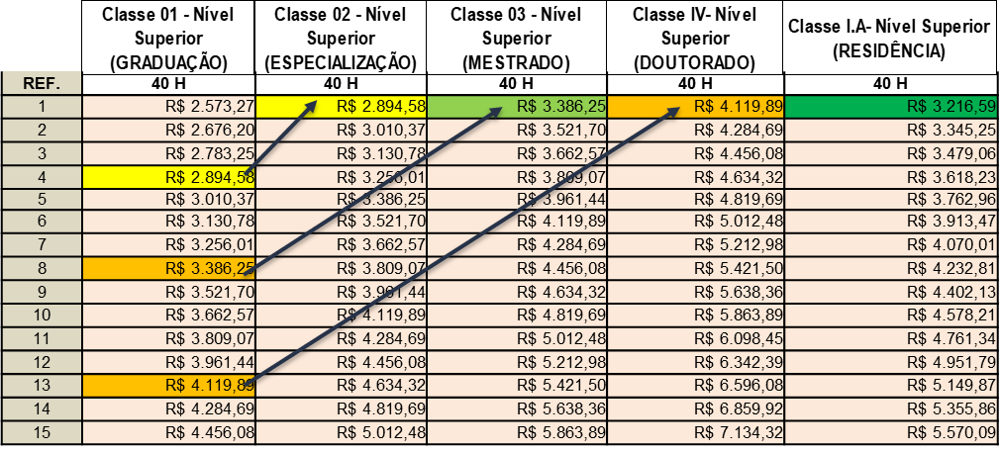 Classe 01 - Nível Superior (GRADUAÇÃO) Classe 02 - Nível Superior (ESPECIALIZAÇÃO) Classe 03 - Nível Superior (MESTRADO) Classe IV- Nível Superior (DOUTORADO) Classe I.A- Nível Superior (RESIDÊNCIA)
REF. 40 H 40 H 40 H 40 H 40 H
1 R$ 2.573,27 R$ 2.894,58 R$ 3.386,25 R$ 4.119,89 R$ 3.216,59
2 R$ 2.676,20 R$ 3.010,37 R$ 3.521,70 R$ 4.284,69 R$ 3.345,25
3 R$ 2.783,25 R$ 3.130,78 R$ 3.662,57 R$ 4.456,08 R$ 3.479,06
4 R$ 2.894,58 R$ 3.256,01 R$ 3.809,07 R$ 4.634,32 R$ 3.618,23
5 R$ 3.010,37 R$ 3.386,25 R$ 3.961,44 R$ 4.819,69 R$ 3.762,96
6 R$ 3.130,78 R$ 3.521,70 R$ 4.119,89 R$ 5.012,48 R$ 3.913,47
7 R$ 3.256,01 R$ 3.662,57 R$ 4.284,69 R$ 5.212,98 R$ 4.070,01
8 R$ 3.386,25 R$ 3.809,07 R$ 4.456,08 R$ 5.421,50 R$ 4.232,81
9 R$ 3.521,70 R$ 3.961,44 R$ 4.634,32 R$ 5.638,36 R$ 4.402,13
10 R$ 3.662,57 R$ 4.119,89 R$ 4.819,69 R$ 5.863,89 R$ 4.578,21
11 R$ 3.809,07 R$ 4.284,69 R$ 5.012,48 R$ 6.098,45 R$ 4.761,34
12 R$ 3.961,44 R$ 4.456,08 R$ 5.212,98 R$ 6.342,39 R$ 4.951,79
13 R$ 4.119,89 R$ 4.634,32 R$ 5.421,50 R$ 6.596,08 R$ 5.149,87
14 R$ 4.284,69 R$ 4.819,69 R$ 5.638,36 R$ 6.859,92 R$ 5.355,86
15 R$ 4.456,08 R$ 5.012,48 R$ 5.863,89 R$ 7.134,32 R$ 5.570,09